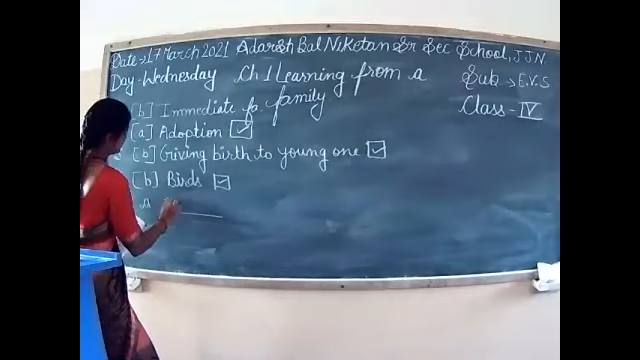 Date → 17 March 2021 Adarsh Bal Niketan Sr Sec School, JJN
Day - Wednesday Ch 1 Learning from a family Sub → E.V.S
Class - IV
[b] Immediate fa
[a] Adoption ☑
[b] Giving birth to young one ☑
[b] Birds ☑